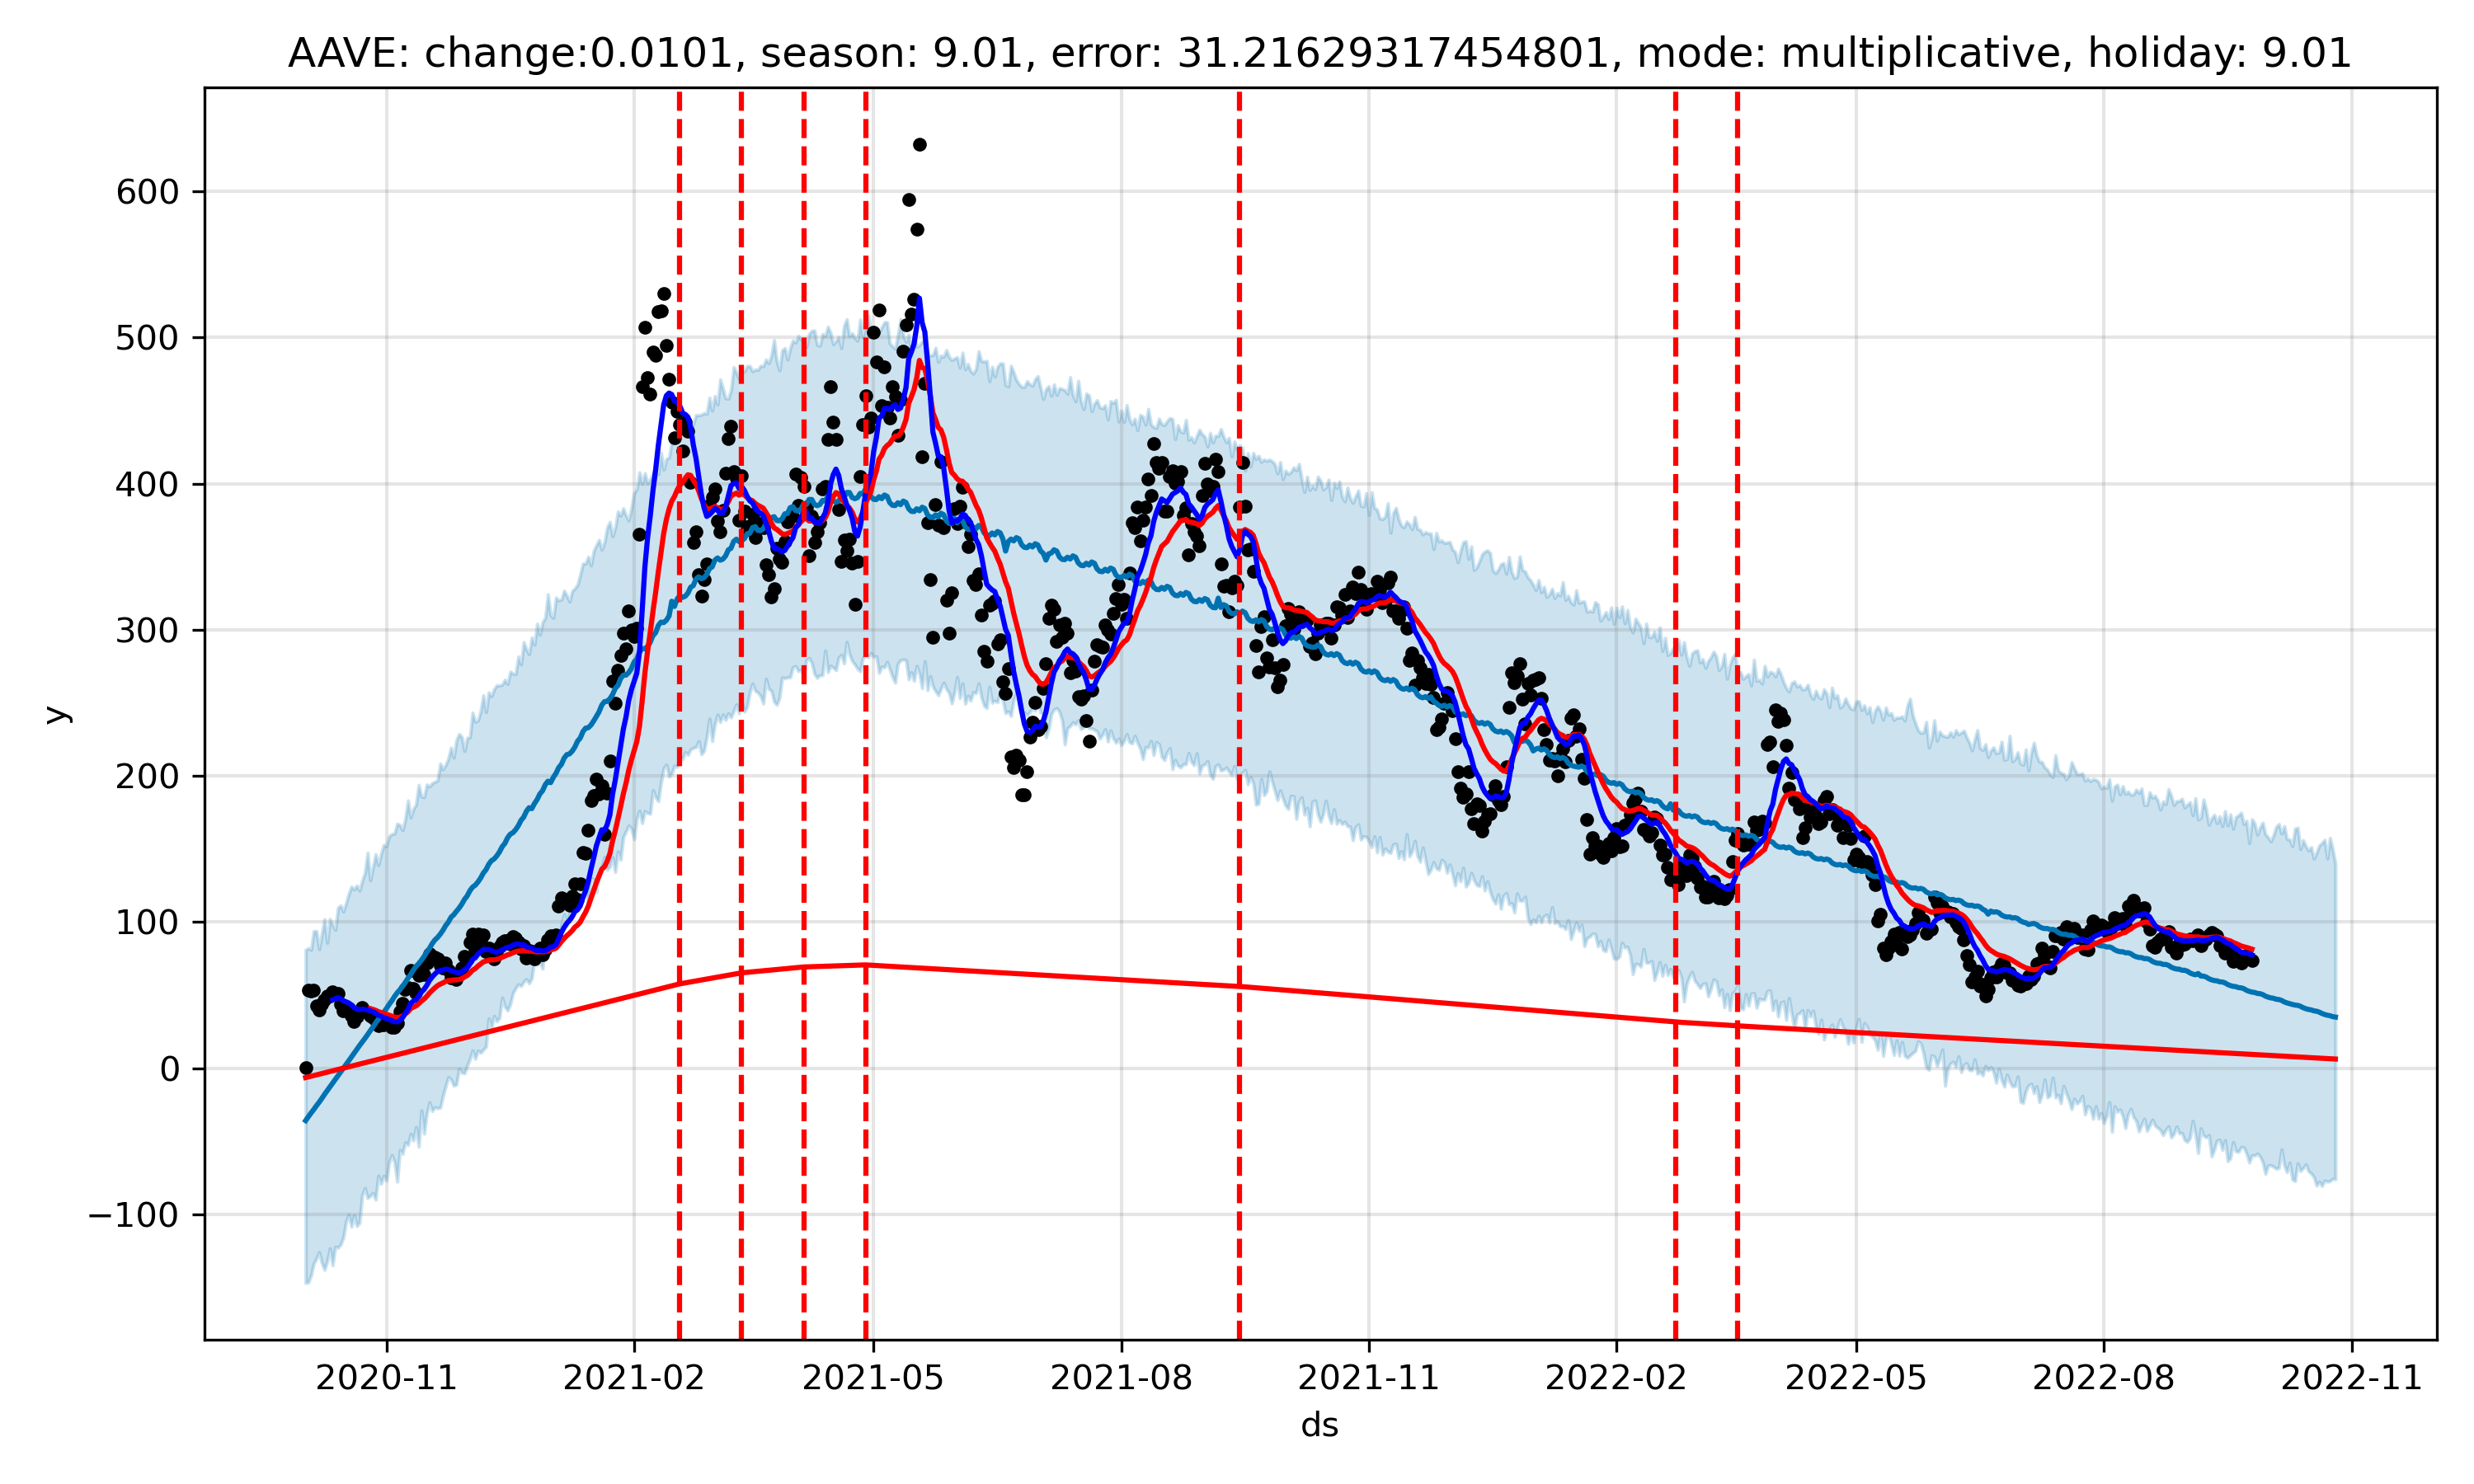 AAVE: change:0.0101, season: 9.01, error: 31.21629317454801, mode: multiplicative, holiday: 9.01
600
500
400
300
200
100
0
−100
y
2020-11 2021-02 2021-05 2021-08 2021-11 2022-02 2022-05 2022-08 2022-11
ds